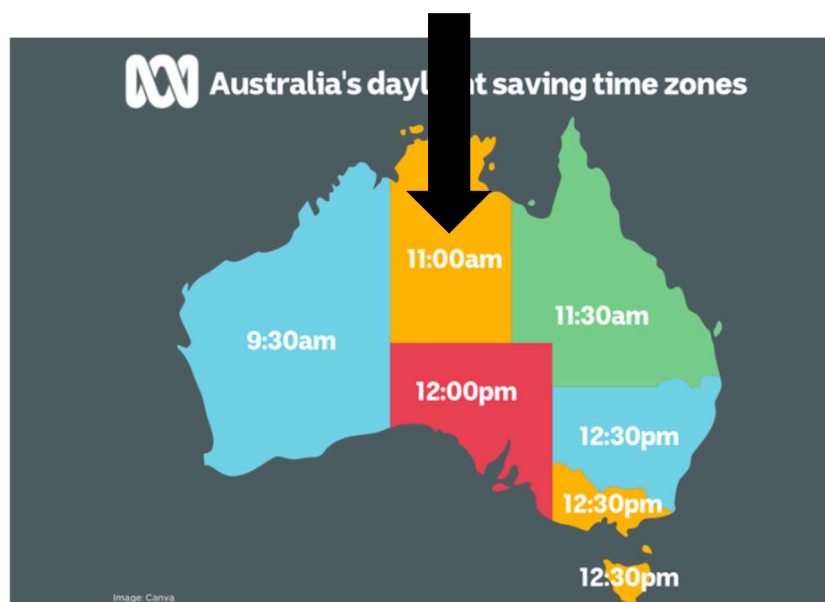 Australia's dayl t saving time zones
11:00am
11:30am
9:30am
12:00pm
12:30pm
12:30pm
12:30pm
Image: Canva